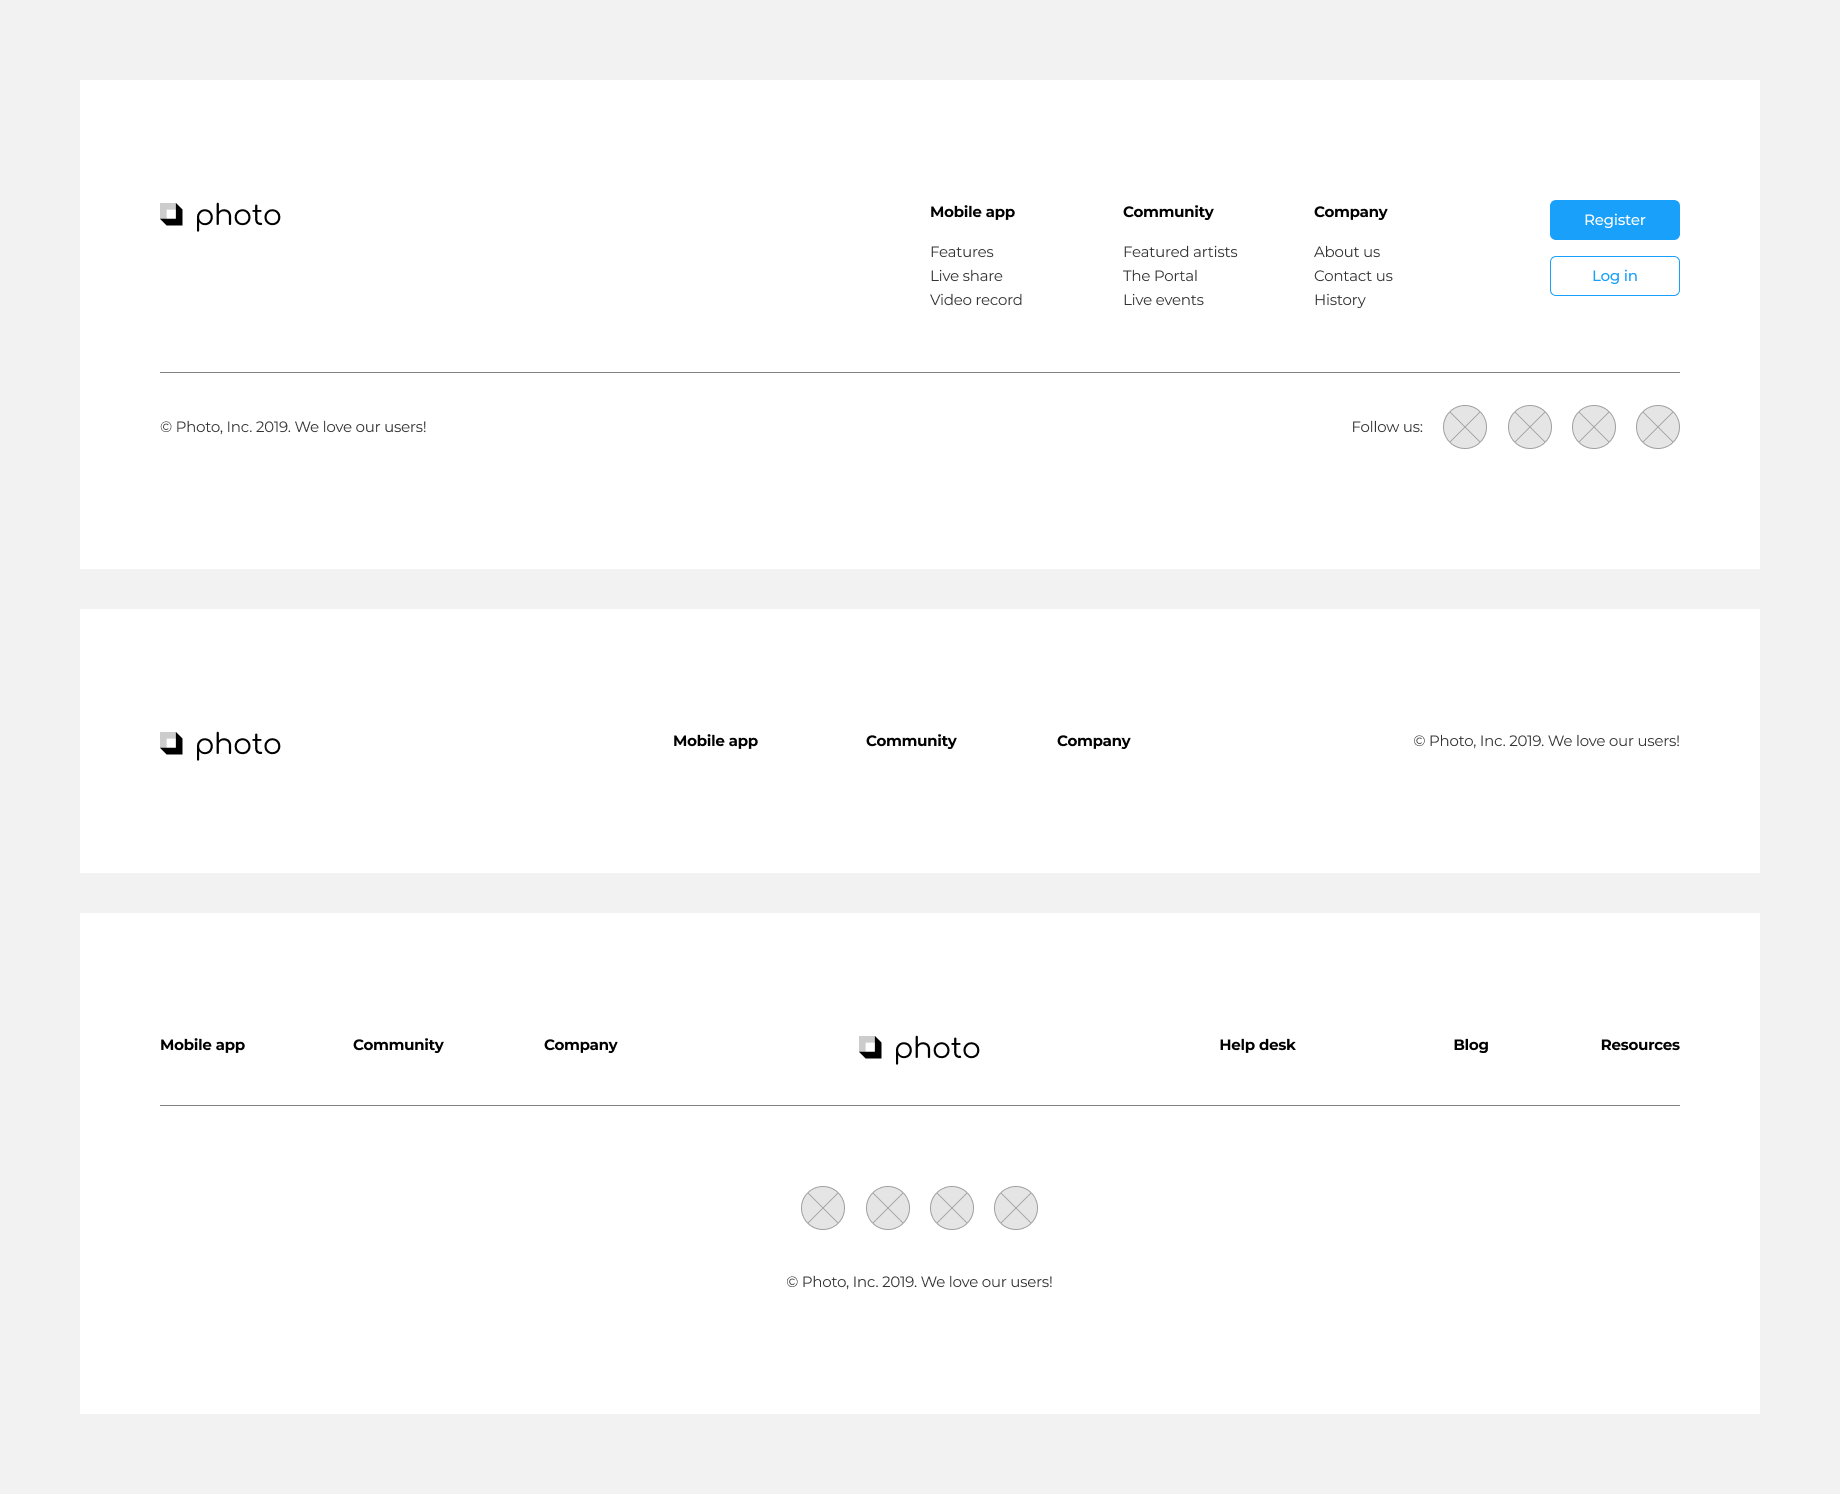 photo
Mobile app
Features
Live share
Video record
Community
Featured artists
The Portal
Live events
Company
About us
Contact us
History
Register
Log in
© Photo, Inc. 2019. We love our users!
Follow us:
photo
Mobile app
Community
Company
© Photo, Inc. 2019. We love our users!
Mobile app
Community
Company
photo
Help desk
Blog
Resources
© Photo, Inc. 2019. We love our users!